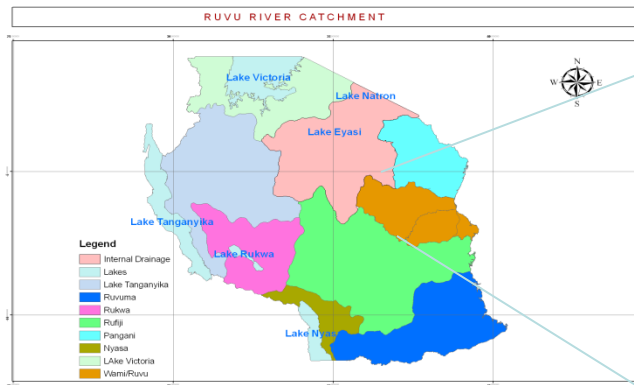 RUVU RIVER CATCHMENT
N
W
E
S
Lake Victoria
Lake Natron
Lake Eyasi
Lake Tanganyika
Lake Rukwa
Lake Nyas
Legend
Internal Drainage
Lakes
Lake Tanganyika
Ruvuma
Rukwa
Rufiji
Pangani
Nyasa
LAke Victoria
Wami/Ruvu